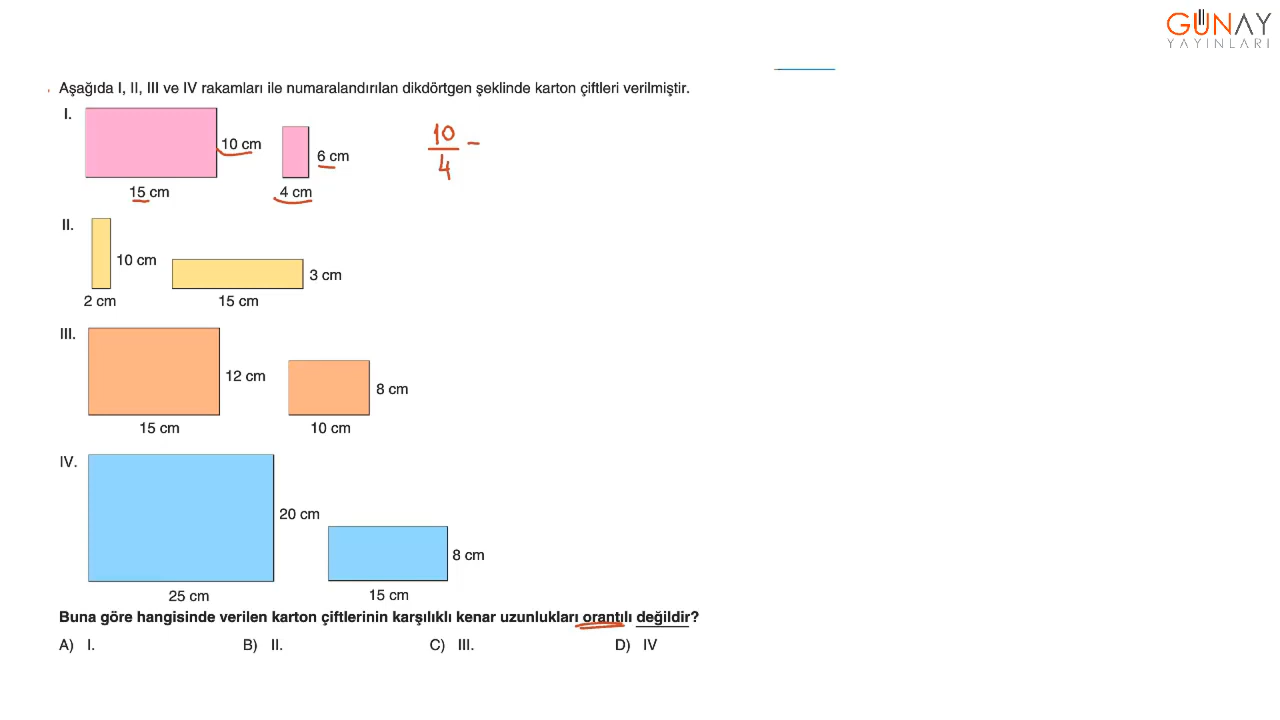 GÜNAY
YAYINLARI
Aşağıda I, II, III ve IV rakamları ile numaralandırılan dikdörtgen şeklinde karton çiftleri verilmiştir.
I.
10 cm
6 cm
15 cm
4 cm
10
4
=
II.
10 cm
3 cm
2 cm
15 cm
III.
12 cm
8 cm
15 cm
10 cm
IV.
20 cm
8 cm
25 cm
15 cm
Buna göre hangisinde verilen karton çiftlerinin karşılıklı kenar uzunlukları orantılı değildir?
A) I. B) II. C) III. D) IV